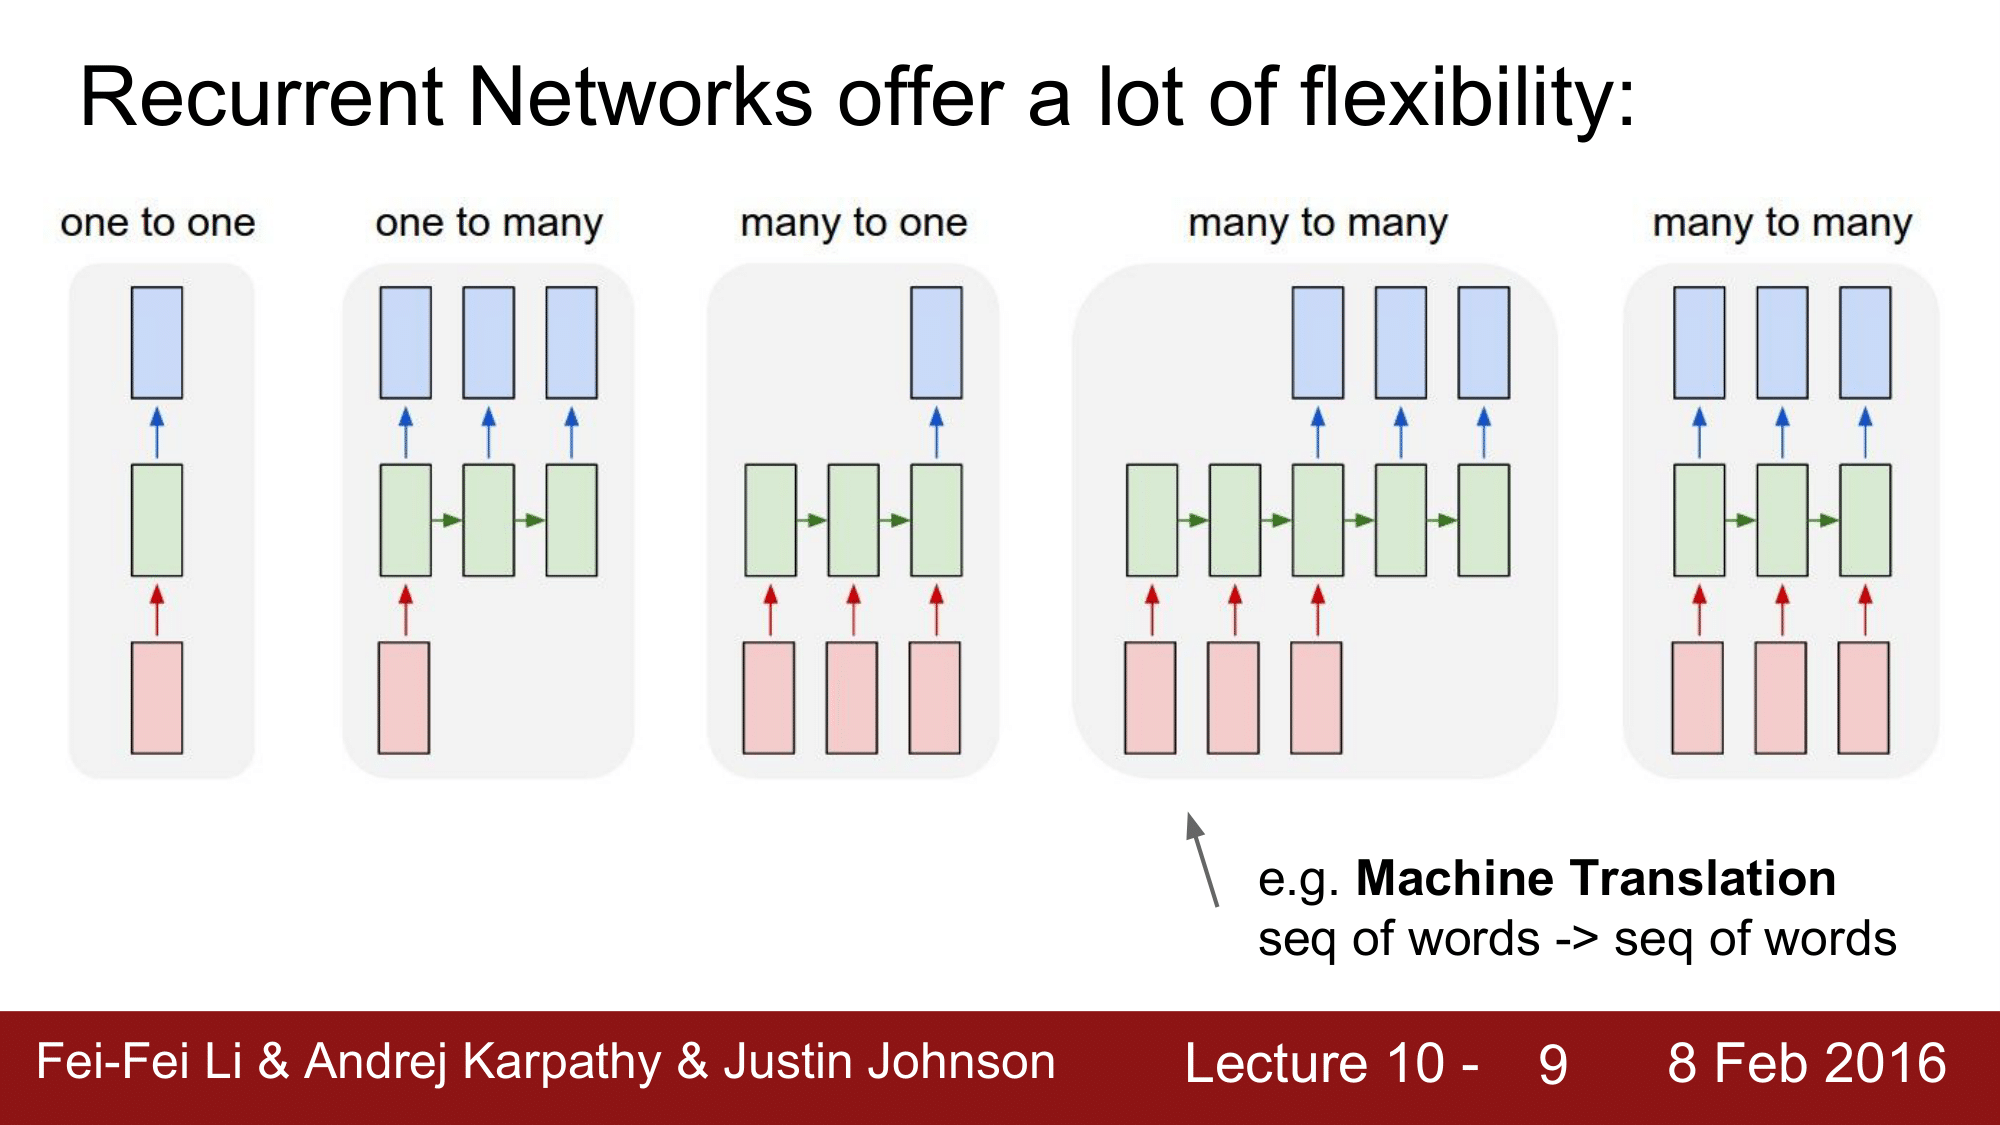 Recurrent Networks offer a lot of flexibility:
one to one
one to many
many to one
many to many
many to many
e.g. Machine Translation
seq of words -> seq of words
Fei-Fei Li & Andrej Karpathy & Justin Johnson
Lecture 10 - 9
8 Feb 2016